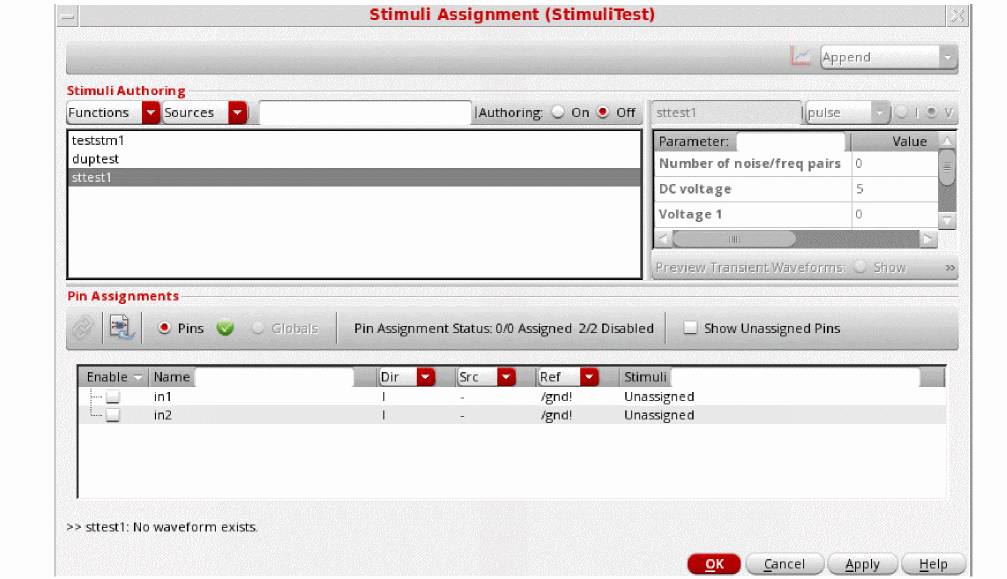 Stimuli Assignment (StimuliTest)
Append
Stimuli Authoring
Functions Sources Authoring: On Off sttest1 pulse I V
teststm1
duptest
sttest1
Parameter: Value
Number of noise/freq pairs 0
DC voltage 5
Voltage 1 0
Preview Transient Waveforms: Show »
Pin Assignments
Pins Globals Pin Assignment Status: 0/0 Assigned 2/2 Disabled Show Unassigned Pins
Enable Name Dir Src Ref Stimuli
in1 I - /gnd! Unassigned
in2 I - /gnd! Unassigned
>> sttest1: No waveform exists.
OK Cancel Apply Help